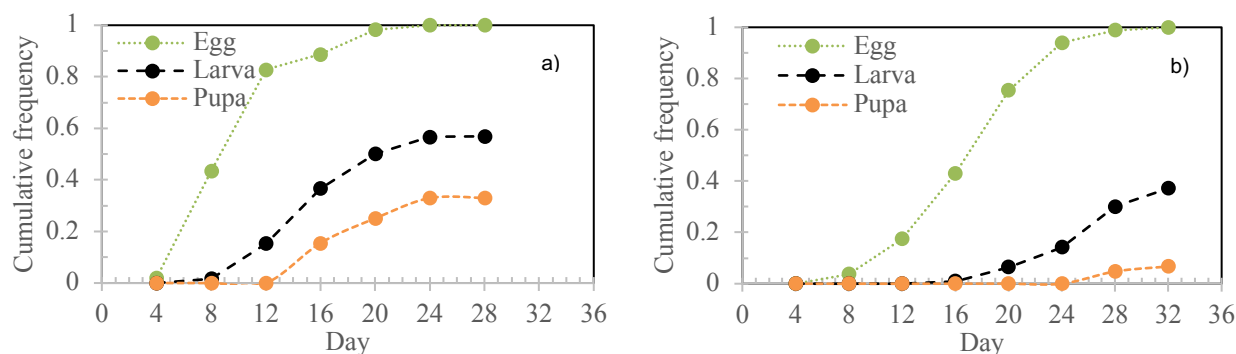 Cumulative frequency
1
0.8
0.6
0.4
0.2
0
Egg
Larva
Pupa
a)
0 4 8 12 16 20 24 28 32 36
Day
Cumulative frequency
1
0.8
0.6
0.4
0.2
0
Egg
Larva
Pupa
b)
0 4 8 12 16 20 24 28 32 36
Day